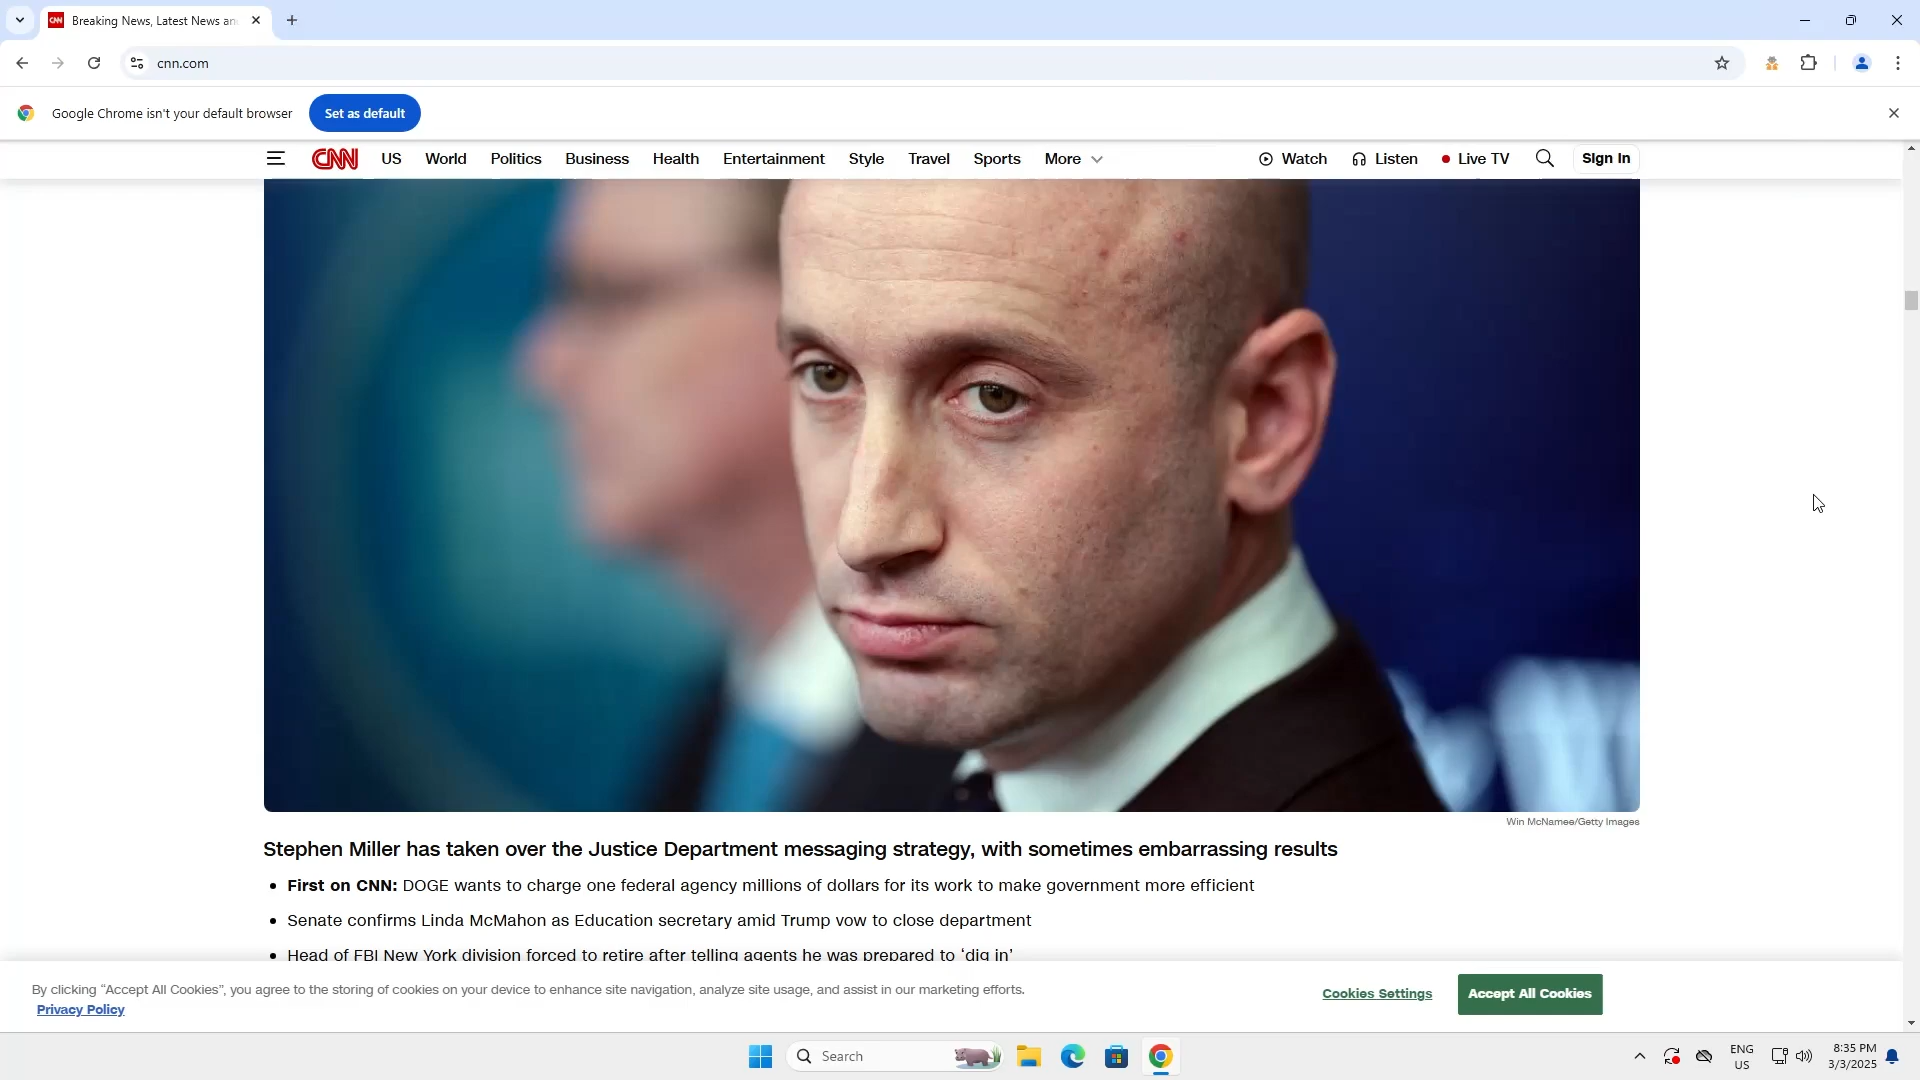 Breaking News, Latest News an
cnn.com
Google Chrome isn't your default browser
Set as default
CNN
US
World
Politics
Business
Health
Entertainment
Style
Travel
Sports
More
Watch
Listen
Live TV
Sign in
Win McNamee/Getty Images
Stephen Miller has taken over the Justice Department messaging strategy, with sometimes embarrassing results
First on CNN: DOGE wants to charge one federal agency millions of dollars for its work to make government more efficient
Senate confirms Linda McMahon as Education secretary amid Trump vow to close department
Head of FBI New York division forced to retire after telling agents he was prepared to ‘dig in’
By clicking “Accept All Cookies”, you agree to the storing of cookies on your device to enhance site navigation, analyze site usage, and assist in our marketing efforts.
Privacy Policy
Cookies Settings
Accept All Cookies
Search
ENG
US
8:35 PM
3/3/2025